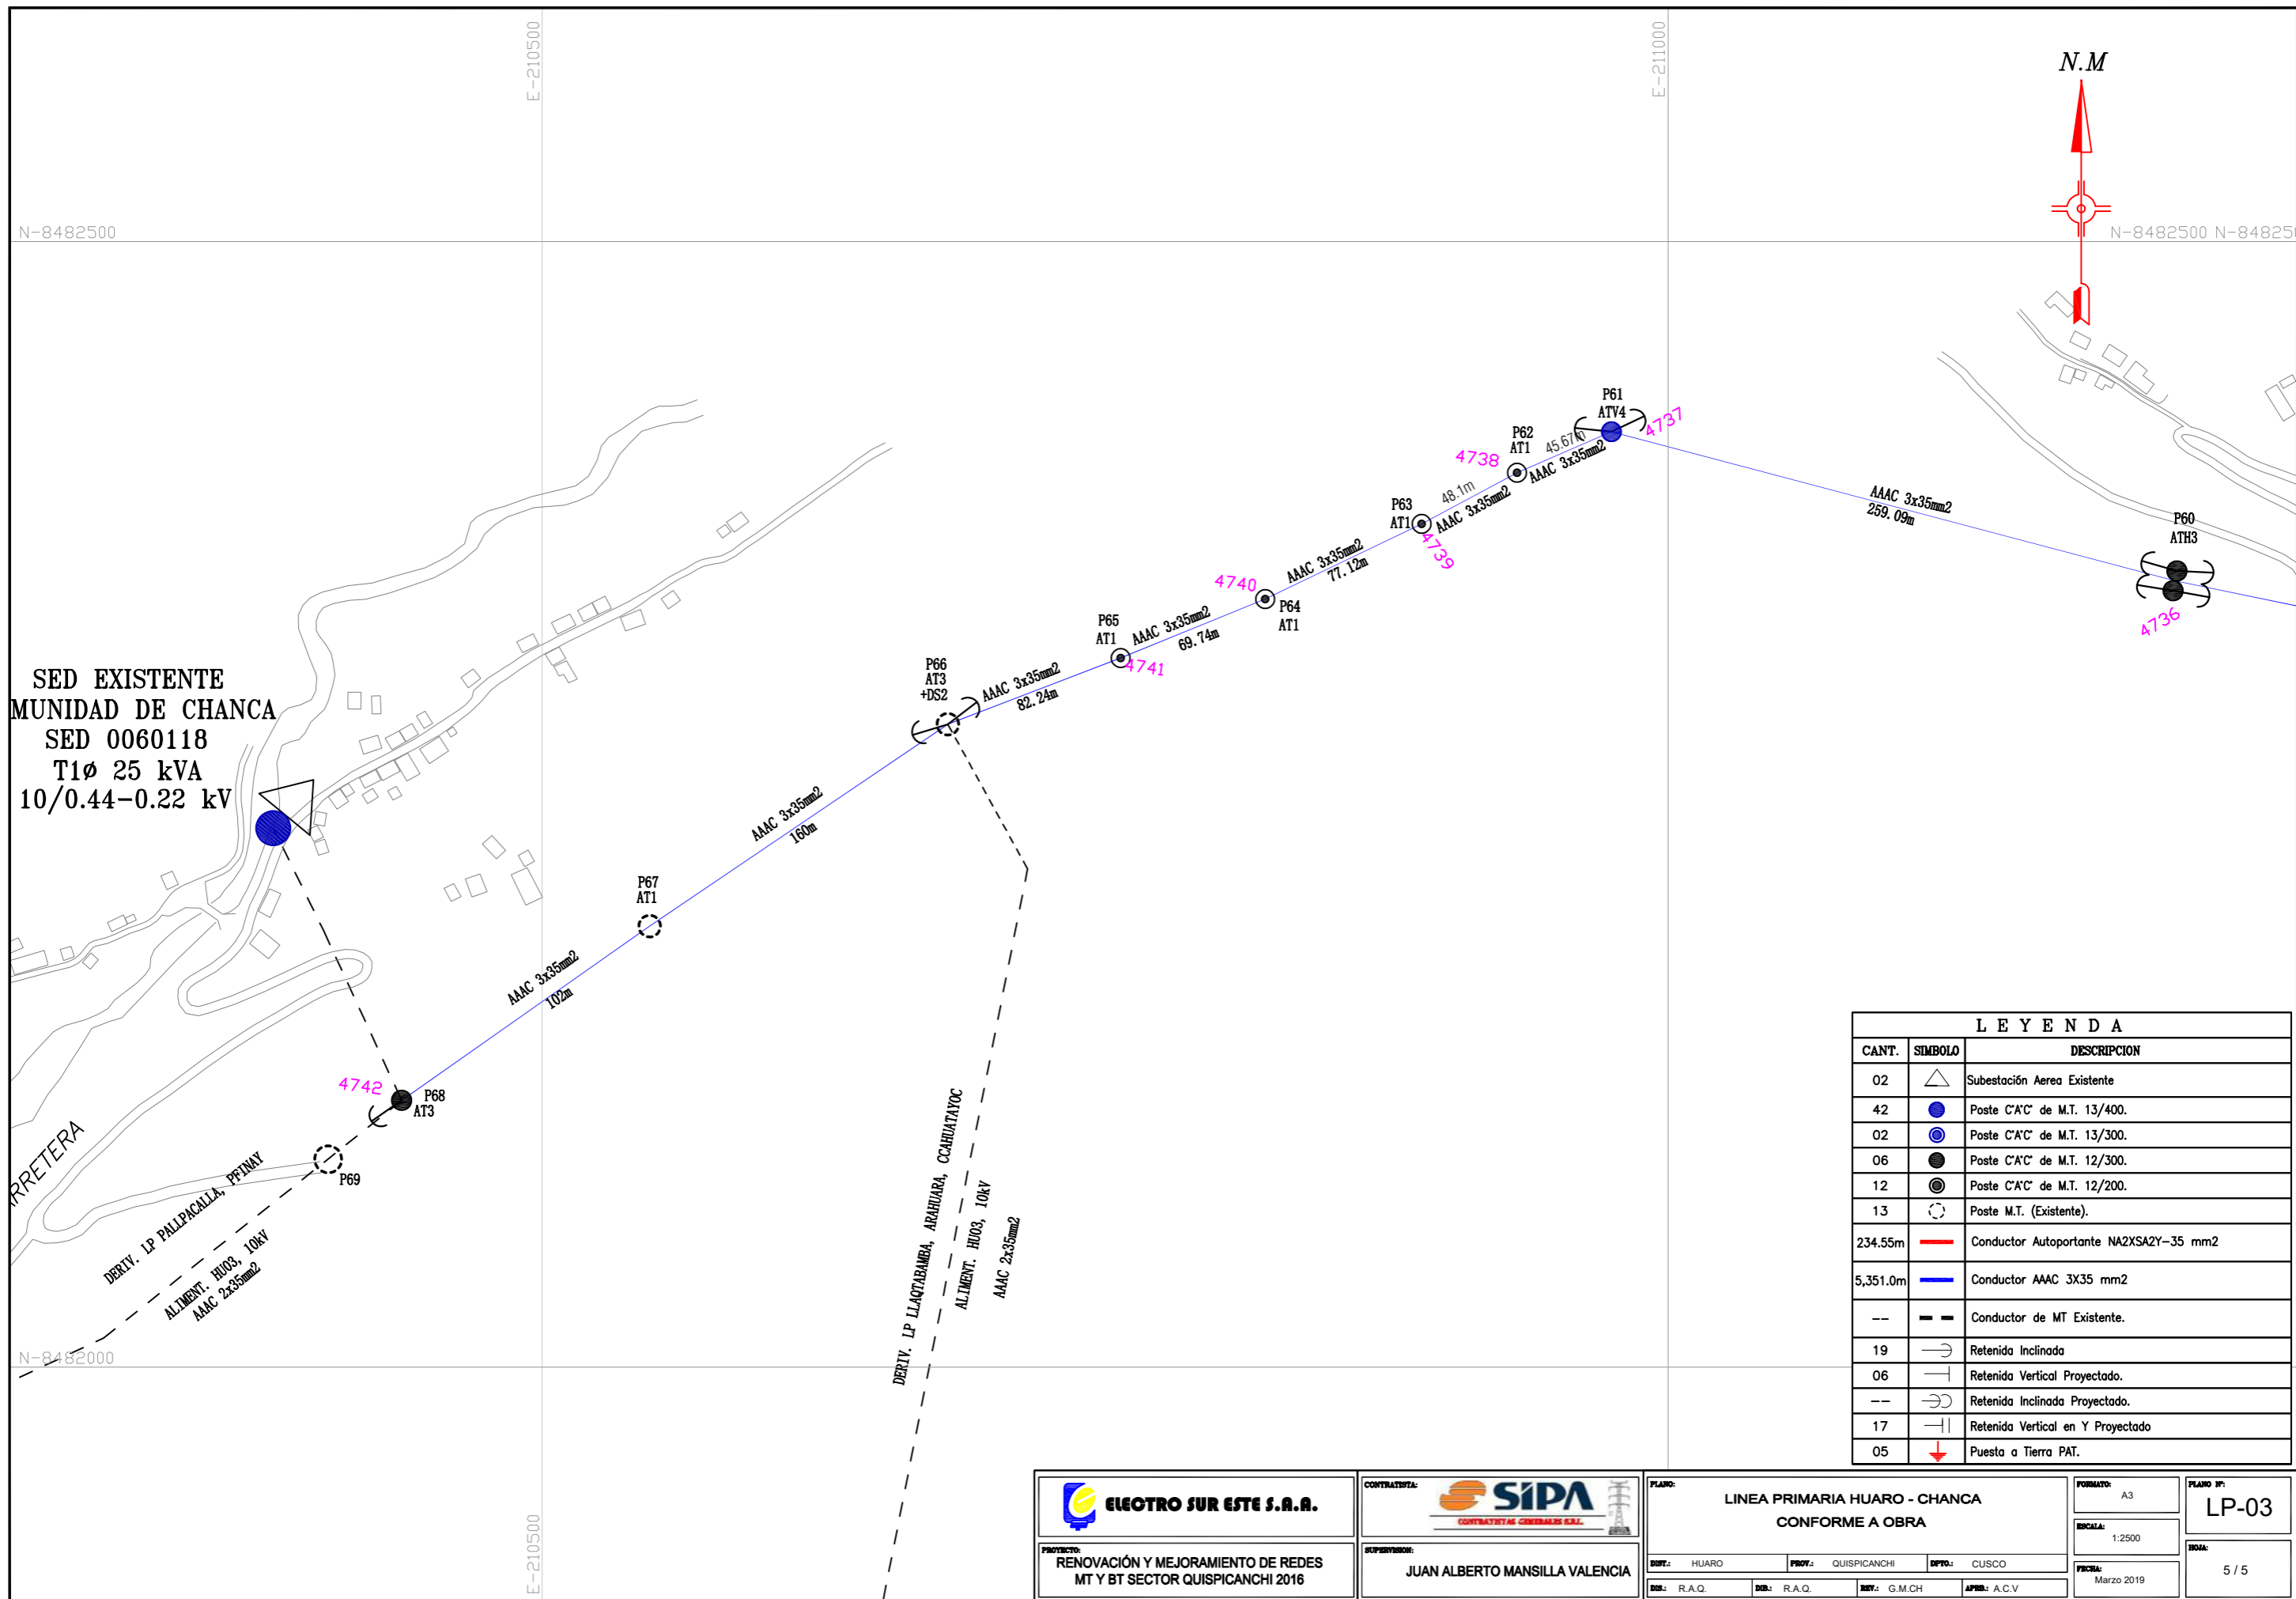 E-210500
E-211000
N.M
N-8482500
N-8482500 N-84825
P61
ATV4
4737
P62
AT1
45.67m
4738
AAAC 3x35mm2
48.1m
P63
AT1
AAAC 3x35mm2
4739
AAAC 3x35mm2
259.09m
P60
ATH3
4736
AAAC 3x35mm2
77.12m
4740
P64
AT1
P65
AT1
AAAC 3x35mm2
69.74m
4741
P66
AT3
+DS2
AAAC 3x35mm2
82.24m
SED EXISTENTE
MUNIDAD DE CHANCA
SED 0060118
T1ø 25 kVA
10/0.44-0.22 kV
AAAC 3x35mm2
160m
P67
AT1
AAAC 3x35mm2
102m
4742
P68
AT3
P69
RRETERA
DERIV. LP PALLPACALLA, PFINAY
ALIMENT. HU03, 10kV
AAAC 2x35mm2
DERIV. LP LLAQTABAMBA, ARAHUARA, CCAHUATAYOC
ALIMENT. HU03, 10kV
AAAC 2x35mm2
N-8482000
E-210500
LEYENDA
CANT. SIMBOLO DESCRIPCION
02 Subestación Aerea Existente
42 Poste C°A°C° de M.T. 13/400.
02 Poste C°A°C° de M.T. 13/300.
06 Poste C°A°C° de M.T. 12/300.
12 Poste C°A°C° de M.T. 12/200.
13 Poste M.T. (Existente).
234.55m Conductor Autoportante NA2XSA2Y-35 mm2
5,351.0m Conductor AAAC 3X35 mm2
-- Conductor de MT Existente.
19 Retenida Inclinada
06 Retenida Vertical Proyectado.
-- Retenida Inclinada Proyectado.
17 Retenida Vertical en Y Proyectado
05 Puesta a Tierra PAT.
ELECTRO SUR ESTE S.A.A.
PROYECTO:
RENOVACIÓN Y MEJORAMIENTO DE REDES
MT Y BT SECTOR QUISPICANCHI 2016
CONTRATISTA:
SIPA
CONTRATISTAS GENERALES S.R.L.
SUPERVISION:
JUAN ALBERTO MANSILLA VALENCIA
PLANO:
LINEA PRIMARIA HUARO - CHANCA
CONFORME A OBRA
DIST.: HUARO PROV.: QUISPICANCHI DPTO.: CUSCO
DIS.: R.A.Q. DIB.: R.A.Q. REV.: G.M.CH APRB.: A.C.V
FORMATO:
A3
ESCALA:
1:2500
FECHA:
Marzo 2019
PLANO Nº:
LP-03
HOJA:
5 / 5